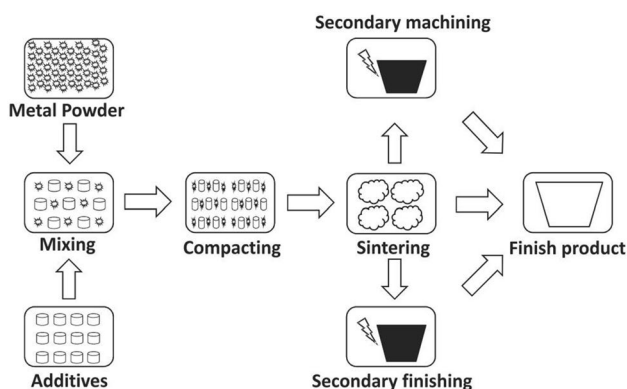 Secondary machining
Metal Powder
Mixing
Compacting
Sintering
Finish product
Additives
Secondary finishing